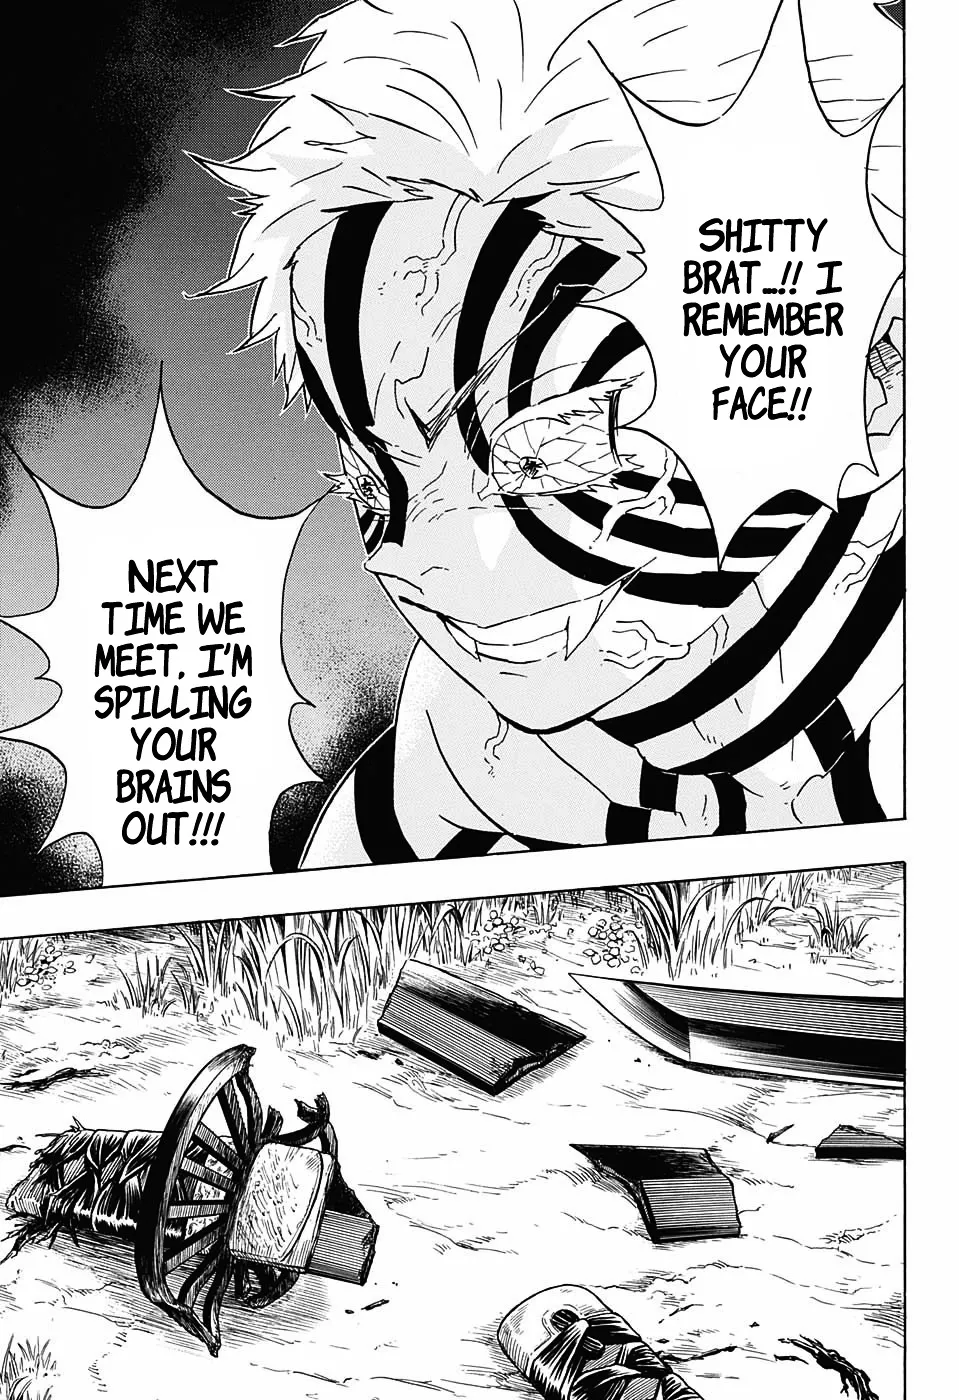 SHITTY
BRAT...!! I
REMEMBER
YOUR
FACE!!
NEXT
TIME WE
MEET, I'M
SPILLING
YOUR
BRAINS
OUT!!!